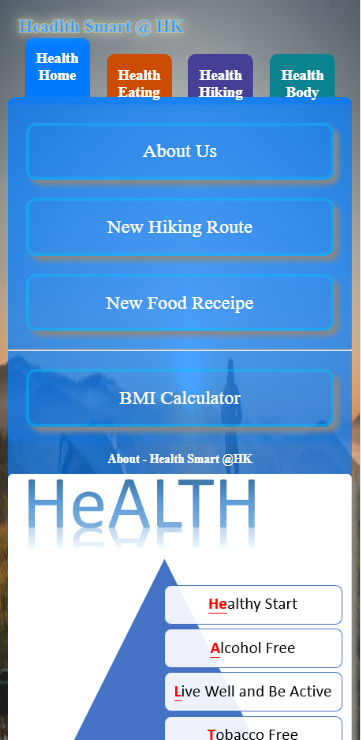 Headlth Smart @ HK
Health
Home
Health
Eating
Health
Hiking
Health
Body
About Us
New Hiking Route
New Food Receipe
BMI Calculator
About - Health Smart @HK
HeALTH
Healthy Start
Alcohol Free
Live Well and Be Active
Tobacco Free